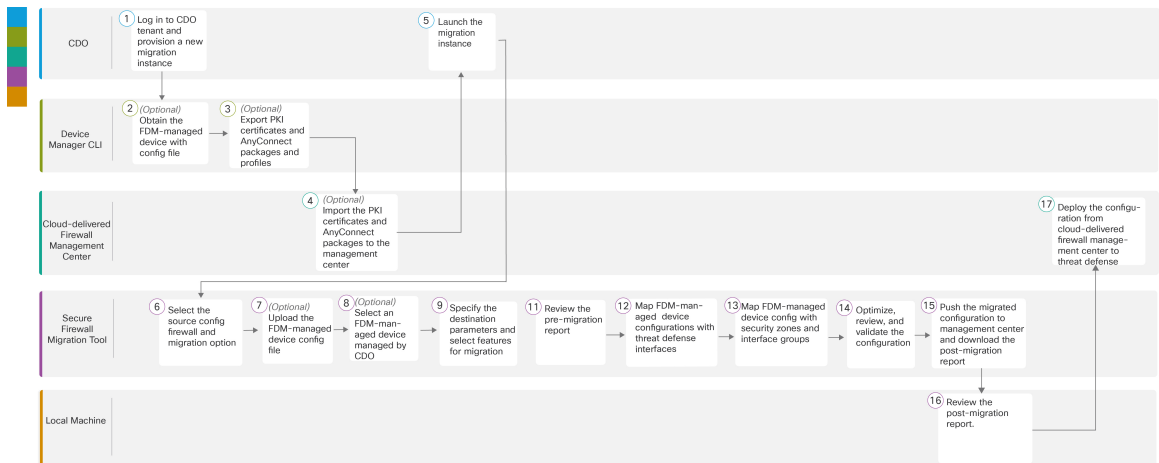 CDO
1
Log in to CDO
tenant and
provision a new
migration
instance
5
Launch the
migration
instance
Device
Manager CLI
2
(Optional)
Obtain the
FDM-managed
device with
config file
3
(Optional)
Export PKI
certificates and
AnyConnect
packages and
profiles
Cloud-delivered
Firewall
Management
Center
4
(Optional)
Import the PKI
certificates and
AnyConnect
packages to the
management
center
17
Deploy the configu-
ration from
cloud-delivered
firewall manage-
ment center to
threat defense
Secure
Firewall
Migration Tool
6
Select the
source config
firewall and
migration option
7
(Optional)
Upload the
FDM-managed
device config
file
8
(Optional)
Select an
FDM-man-
aged device
managed by
CDO
9
Specify the
destination
parameters and
select features
for migration
11
Review the
pre-migration
report
12
Map FDM-man-
aged device
configurations with
threat defense
interfaces
13
Map FDM-managed
device config with
security zones and
interface groups
14
Optimize,
review, and
validate the
configuration
15
Push the migrated
configuration to
management center
and download the
post-migration
report
Local Machine
16
Review the
post-migration
report.